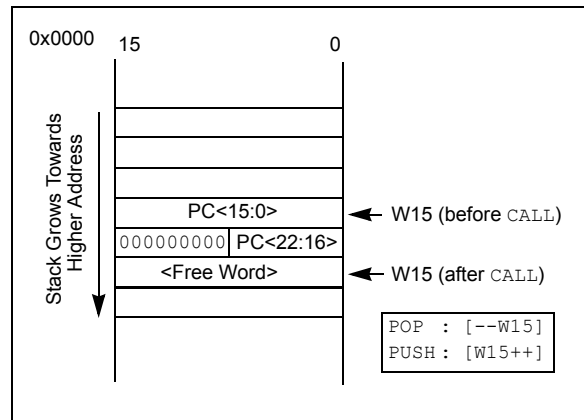 0x0000
15 0
Stack Grows Towards
Higher Address
PC<15:0>
W15 (before CALL)
000000000 PC<22:16>
<Free Word>
W15 (after CALL)
POP : [--W15]
PUSH : [W15++]